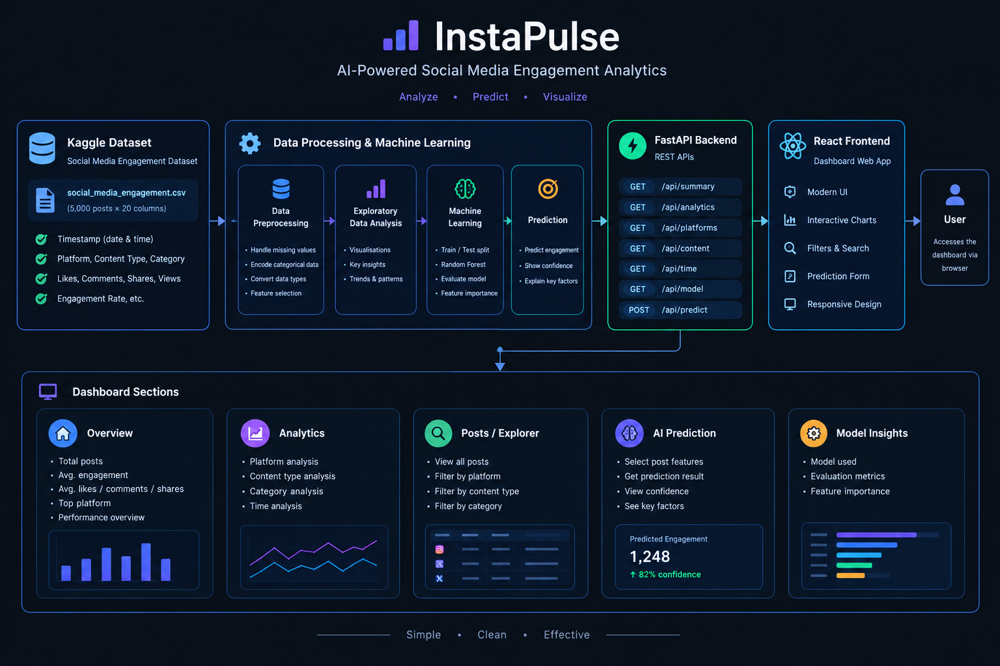 InstaPulse
AI-Powered Social Media Engagement Analytics
Analyze • Predict • Visualize
Kaggle Dataset
Social Media Engagement Dataset
social_media_engagement.csv
(5,000 posts × 20 columns)
Timestamp (date & time)
Platform, Content Type, Category
Likes, Comments, Shares, Views
Engagement Rate, etc.
Data Processing & Machine Learning
Data
Preprocessing
• Handle missing values
• Encode categorical data
• Convert data types
• Feature selection
Exploratory
Data Analysis
• Visualisations
• Key insights
• Trends & patterns
Machine
Learning
• Train / Test split
• Random Forest
• Evaluate model
• Feature importance
Prediction
• Predict engagement
• Show confidence
• Explain key factors
FastAPI Backend
REST APIs
GET /api/summary
GET /api/analytics
GET /api/platforms
GET /api/content
GET /api/time
GET /api/model
POST /api/predict
React Frontend
Dashboard Web App
Modern UI
Interactive Charts
Filters & Search
Prediction Form
Responsive Design
User
Accesses the
dashboard via
browser
Dashboard Sections
Overview
• Total posts
• Avg. engagement
• Avg. likes / comments / shares
• Top platform
• Performance overview
Analytics
• Platform analysis
• Content type analysis
• Category analysis
• Time analysis
Posts / Explorer
• View all posts
• Filter by platform
• Filter by content type
• Filter by category
AI Prediction
• Select post features
• Get prediction result
• View confidence
• See key factors
Predicted Engagement
1,248
↑ 82% confidence
Model Insights
• Model used
• Evaluation metrics
• Feature importance
Simple • Clean • Effective